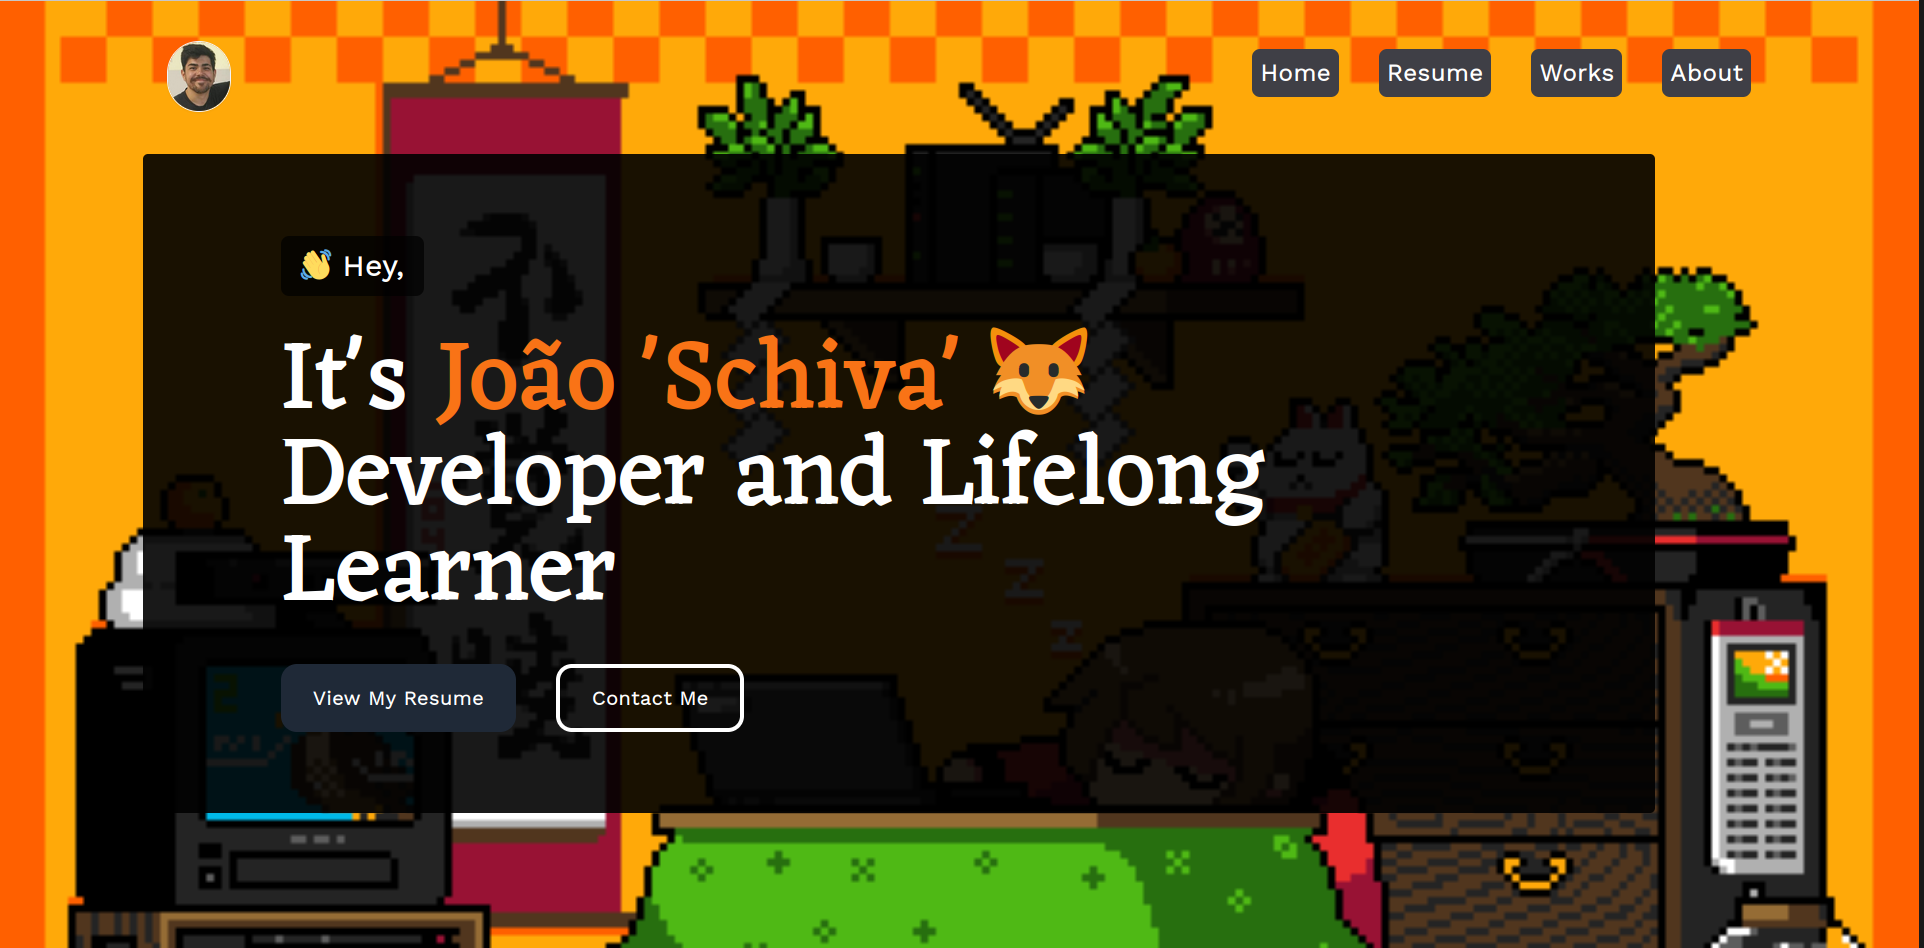 Home Resume Works About
👋 Hey,
It's João 'Schiva' 🦊
Developer and Lifelong
Learner
View My Resume Contact Me
Z
Z
Z